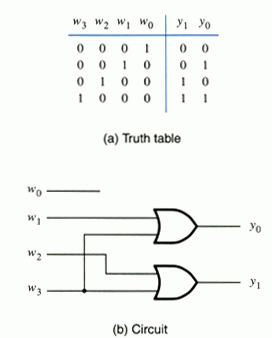 w3 w2 w1 w0 y1 y0
0 0 0 1 0 0
0 0 1 0 0 1
0 1 0 0 1 0
1 0 0 0 1 1
(a) Truth table
w0
w1
y0
w2
w3
y1
(b) Circuit